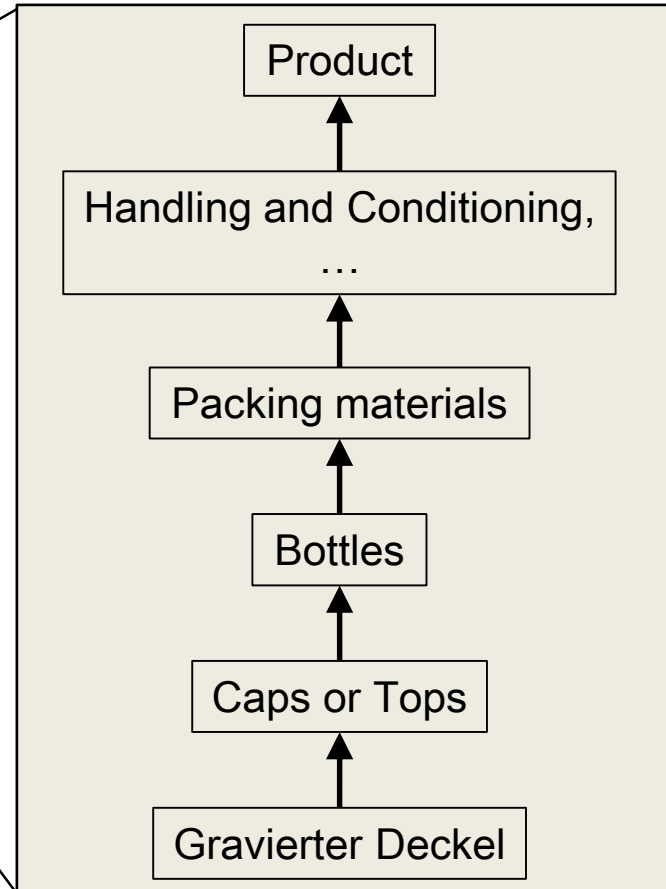 Product
Handling and Conditioning,
…
Packing materials
Bottles
Caps or Tops
Gravierter Deckel